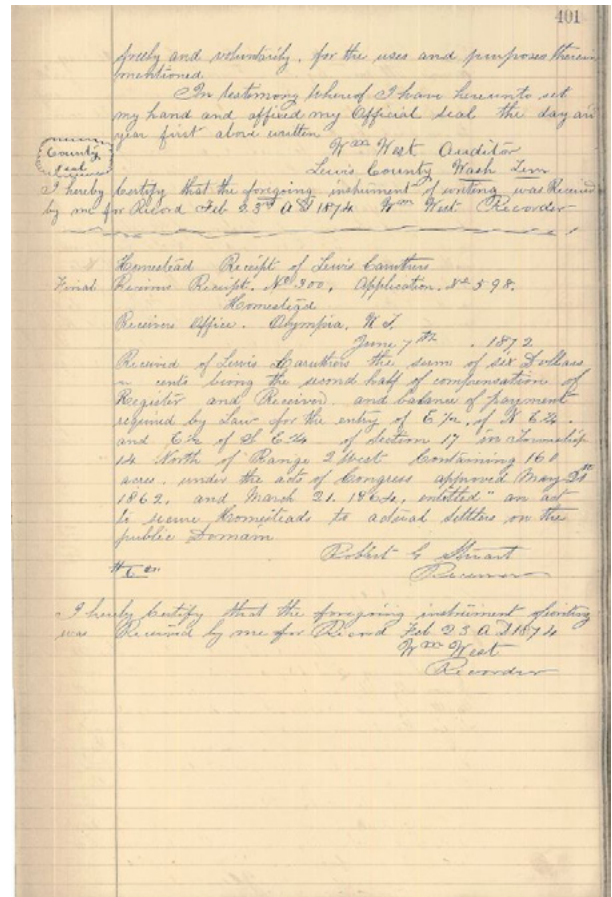 401
freely and voluntarily, for the uses and purposes therein
mentioned
In testimony whereof I have hereunto set
my hand and affixed my Official seal the day an
year first above written
County
seal
Wm West Auditor
Lewis County Wash Terr
I hereby Certify that the foregoing instrument of writing was Received
by me for Record Feb 23rd A D 1874 Wm West Recorder
Homestead Receipt of Lewis Caruthers
Final Receivers Receipt. No 300, Application. No 598.
Homestead
Receivers Office. Olympia, W T.
June 7th . 1872
Received of Lewis Caruthers the sum of six Dollars
cents being the second half of compensation of
Register and Receiver. and balance of payment
required by Law for the entry of E 1/2, of N E 1/4.
and E 1/2 of S E 1/4 of Section 17 in Township
14 North of Range 2 West Containing 160
acres. under the acts of Congress approved May 20th
1862, and March 21. 1864, entitled "an act
to secure Homesteads to actual settlers on the
public Domain
Robert G Stuart
Receiver
I hereby Certify that the foregoing instrument of writing
was Received by me for Record Feb 23 A D 1874
Wm West
Recorder